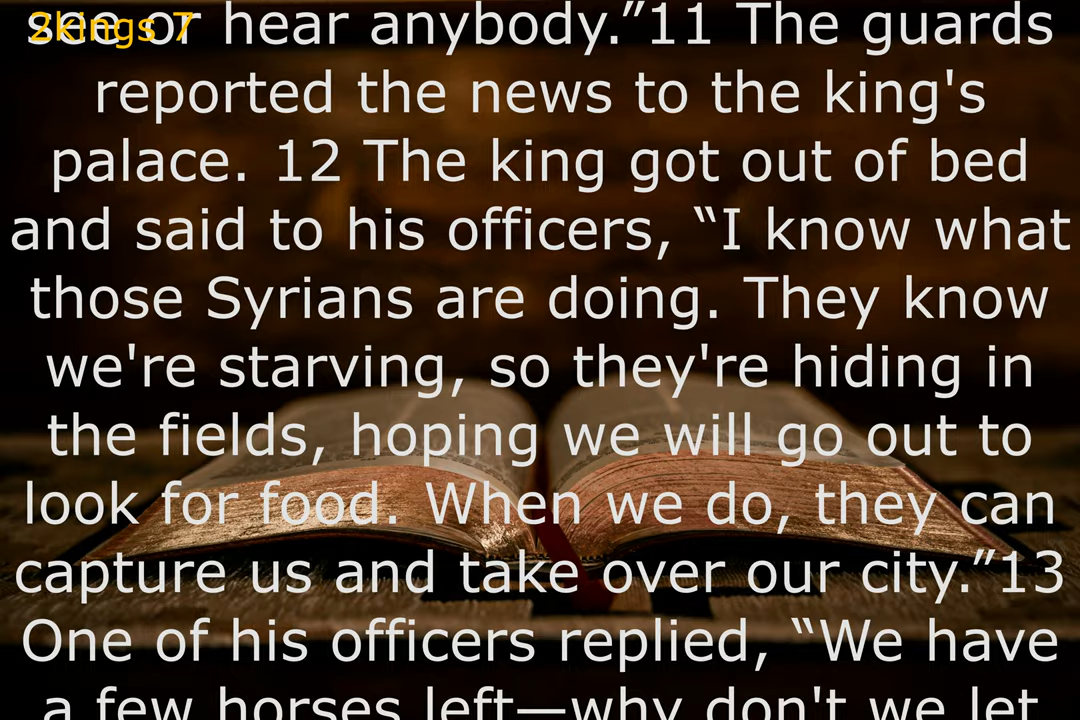 2kings 7
see or hear anybody.”11 The guards
reported the news to the king's
palace. 12 The king got out of bed
and said to his officers, “I know what
those Syrians are doing. They know
we're starving, so they're hiding in
the fields, hoping we will go out to
look for food. When we do, they can
capture us and take over our city.”13
One of his officers replied, “We have
a few horses left—why don't we let